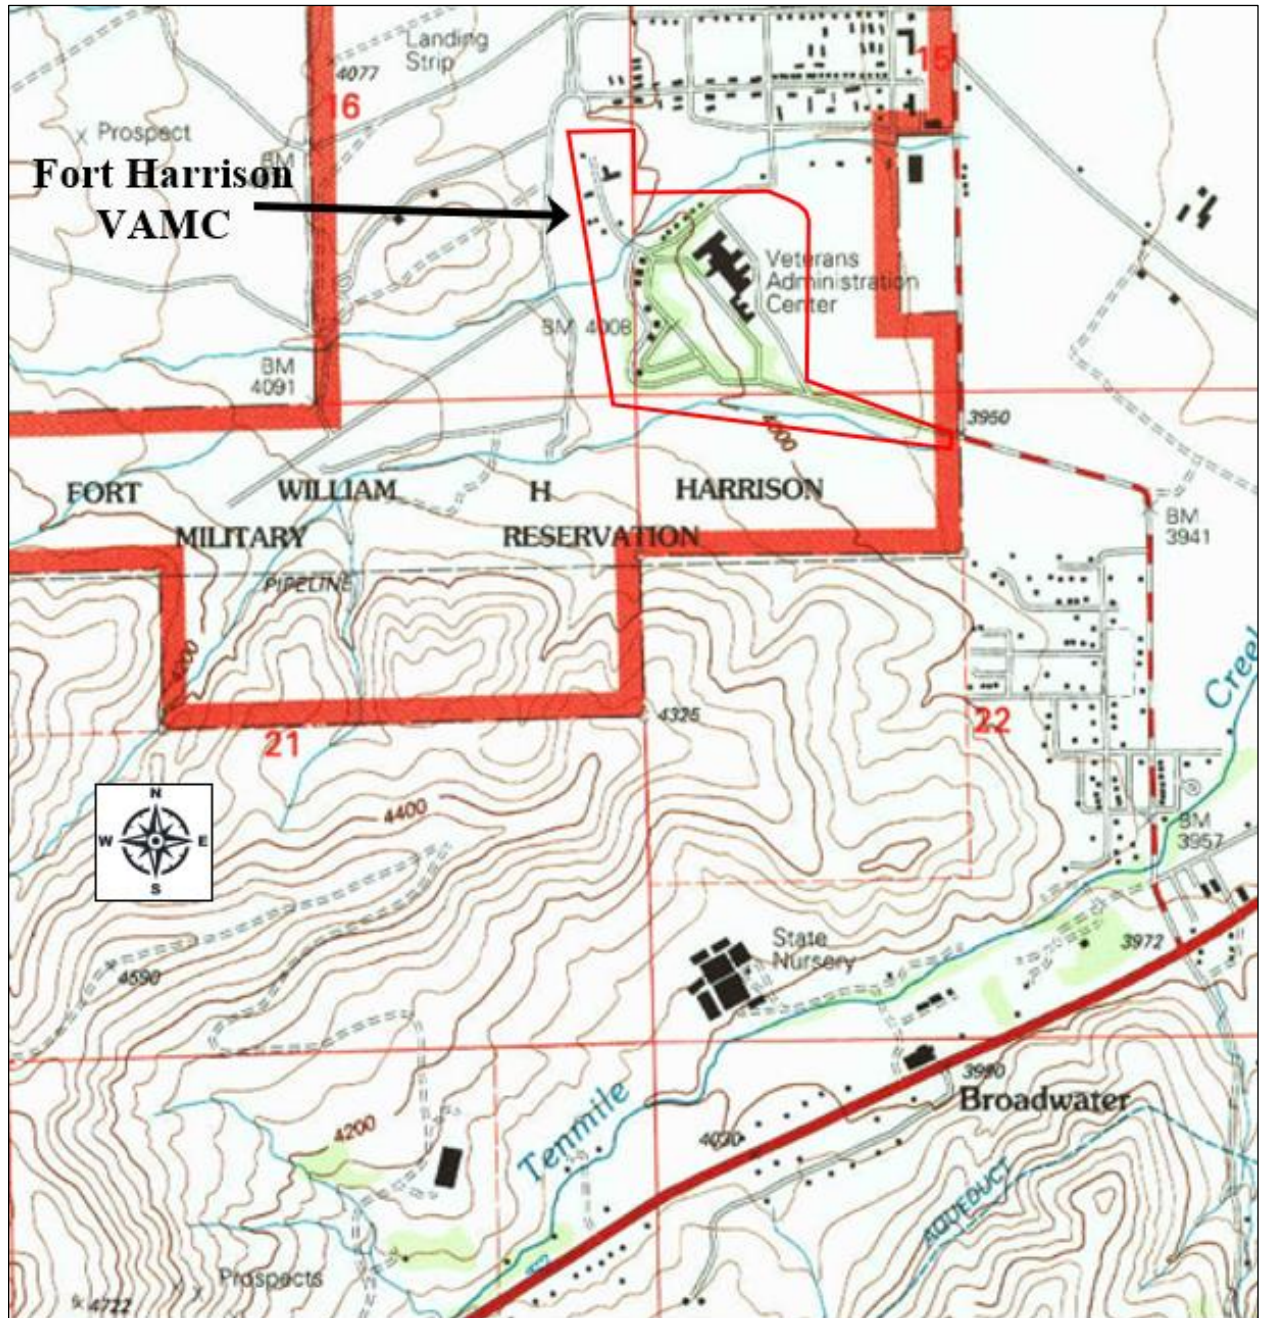 Landing
Strip
4077
15
16
Prospect
BM
Fort Harrison
VAMC
Veterans
Administration
Center
BM 4008
BM
4091
3950
4000
FORT WILLIAM H HARRISON
MILITARY RESERVATION
BM
3941
PIPELINE
4200
Creek
4325
21
22
4400
N
W E
S
BM
3957
State
Nursery
3972
4590
3990
Broadwater
Tenmile
4200
4030
AQUEDUCT
Prospects
4722